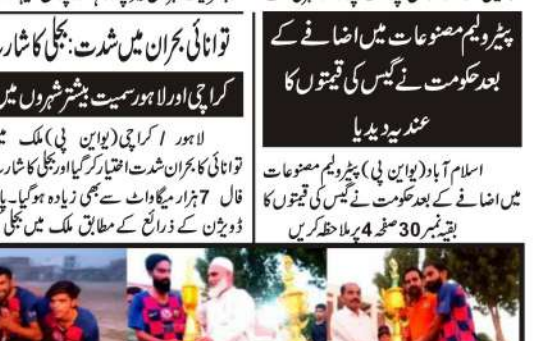 پیٹرولیم مصنوعات میں اضافے کے
بعد حکومت نے گیس کی قیمتوں کا
عندیہ دیدیا
اسلام آباد (یو این پی) پیٹرولیم مصنوعات
میں اضافے کے بعد حکومت نے گیس کی قیمتوں کا
بقیہ نمبر 30 صفحہ 4 پر ملاحظہ کریں
توانائی بحران میں شدت: بجلی کا شارٹ
کراچی اور لاہور سمیت بیشتر شہروں میں
لاہور / کراچی (یو این پی) ملک
توانائی کا بحران شدت اختیار کر گیا اور بجلی کا شارٹ
فال 7 ہزار میگاواٹ سے بھی زیادہ ہوگیا۔
ڈویژن کے ذرائع کے مطابق ملک میں بجلی